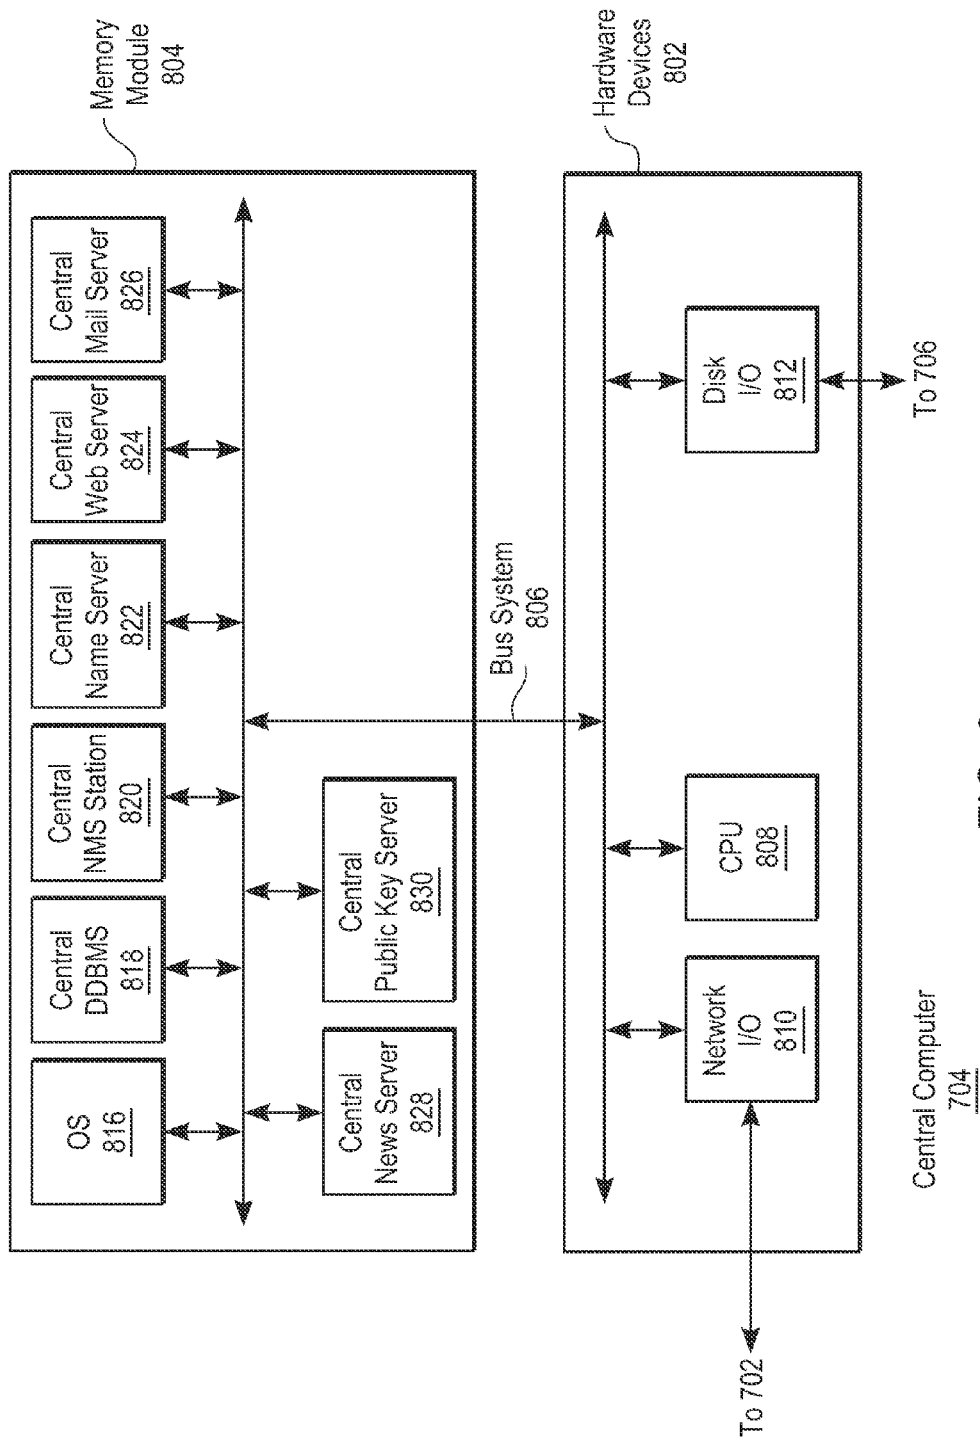 Memory
Module
804
OS
816
Central
DDBMS
818
Central
NMS Station
820
Central
Name Server
822
Central
Web Server
824
Central
Mail Server
826
Central
News Server
828
Central
Public Key Server
830
Bus System
806
Hardware
Devices
802
Network
I/O
810
CPU
808
Disk
I/O
812
To 702
To 706
Central Computer
704